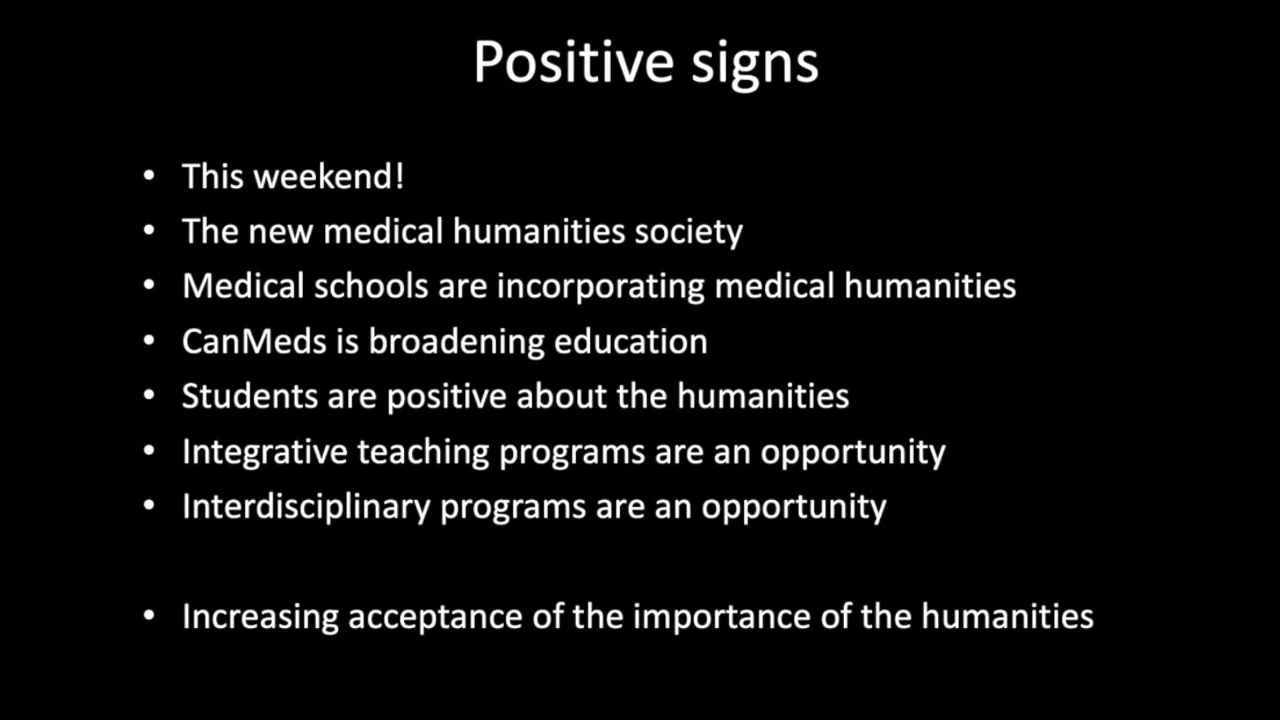 Positive signs
• This weekend!
• The new medical humanities society
• Medical schools are incorporating medical humanities
• CanMeds is broadening education
• Students are positive about the humanities
• Integrative teaching programs are an opportunity
• Interdisciplinary programs are an opportunity
• Increasing acceptance of the importance of the humanities